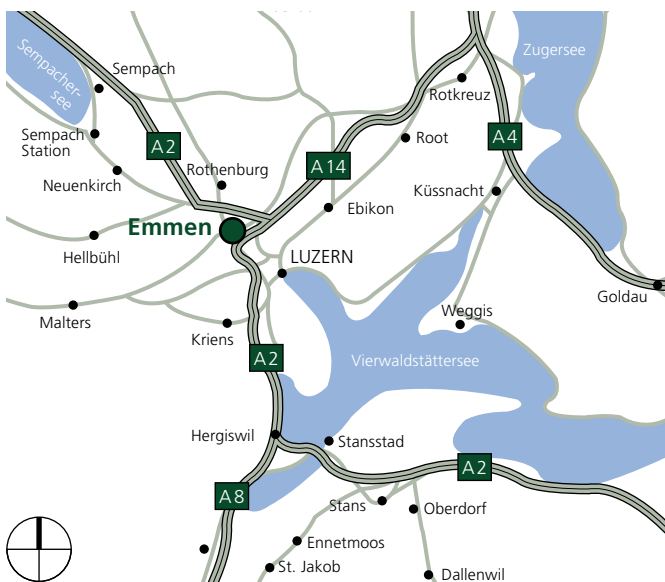 Zugersee
Sempacher-
see
Sempach
Rotkreuz
Sempach
Station
A2
A4
Root
Neuenkirch
Rothenburg
A14
Küssnacht
Emmen
Ebikon
Hellbühl
LUZERN
Goldau
Malters
Weggis
Kriens
A2
Vierwaldstättersee
Hergiswil
Stansstad
A2
A8
Stans
Oberdorf
Ennetmoos
St. Jakob
Dallenwil